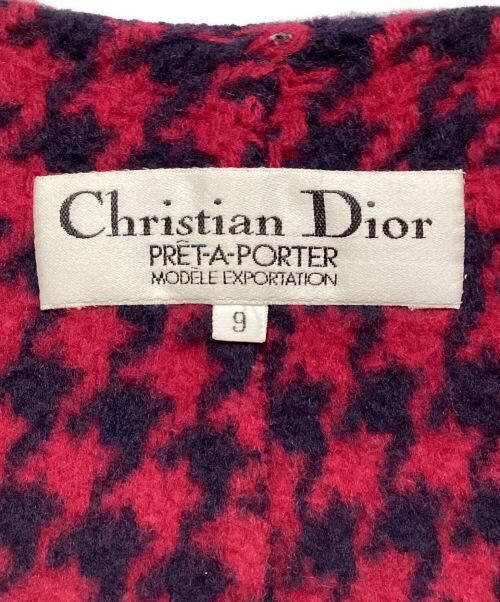 Christian Dior
PRÊT-A-PORTER
MODÈLE EXPORTATION
9